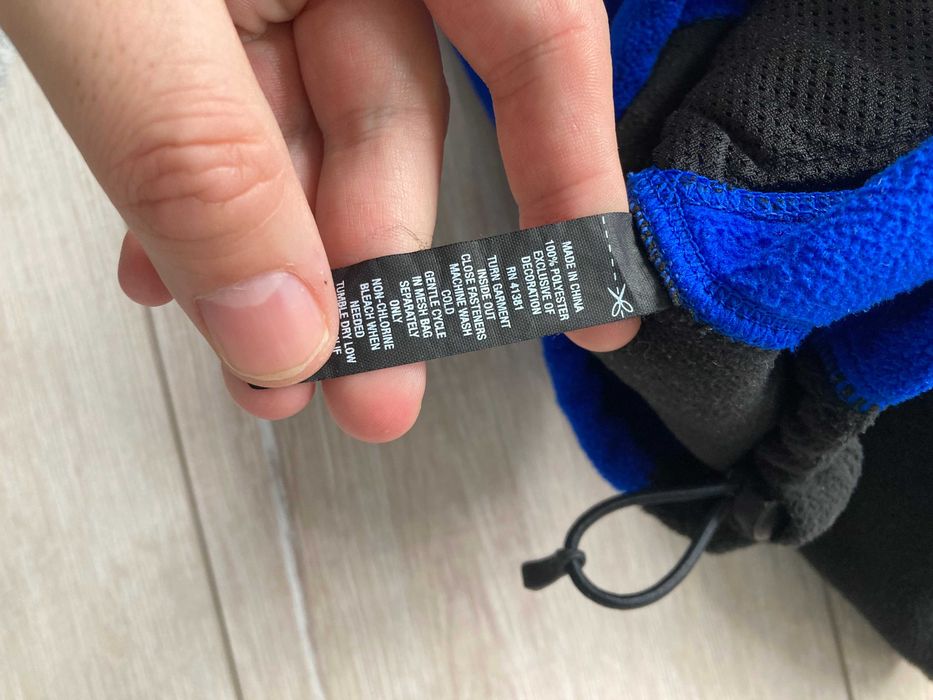 MADE IN CHINA
100% POLYESTER
EXCLUSIVE OF
DECORATION
RN 41381
TURN GARMENT
INSIDE OUT
CLOSE FASTENERS
MACHINE WASH
COLD
GENTLE CYCLE
IN MESH BAG
SEPARATELY
ONLY
NON-CHLORINE
BLEACH WHEN
NEEDED
TUMBLE DRY LOW